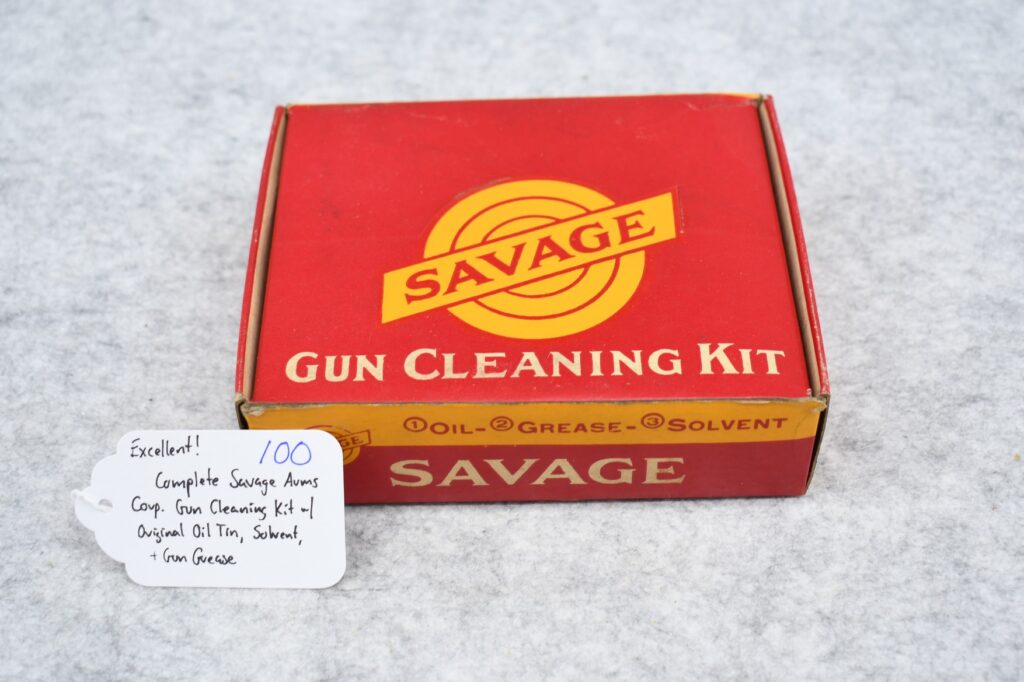 SAVAGE
GUN CLEANING KIT
①OIL-②GREASE-③SOLVENT
SAVAGE
Excellent!
100
Complete Savage Arms
Corp. Gun Cleaning Kit w/
Original Oil Tin, Solvent,
+ Gun Grease